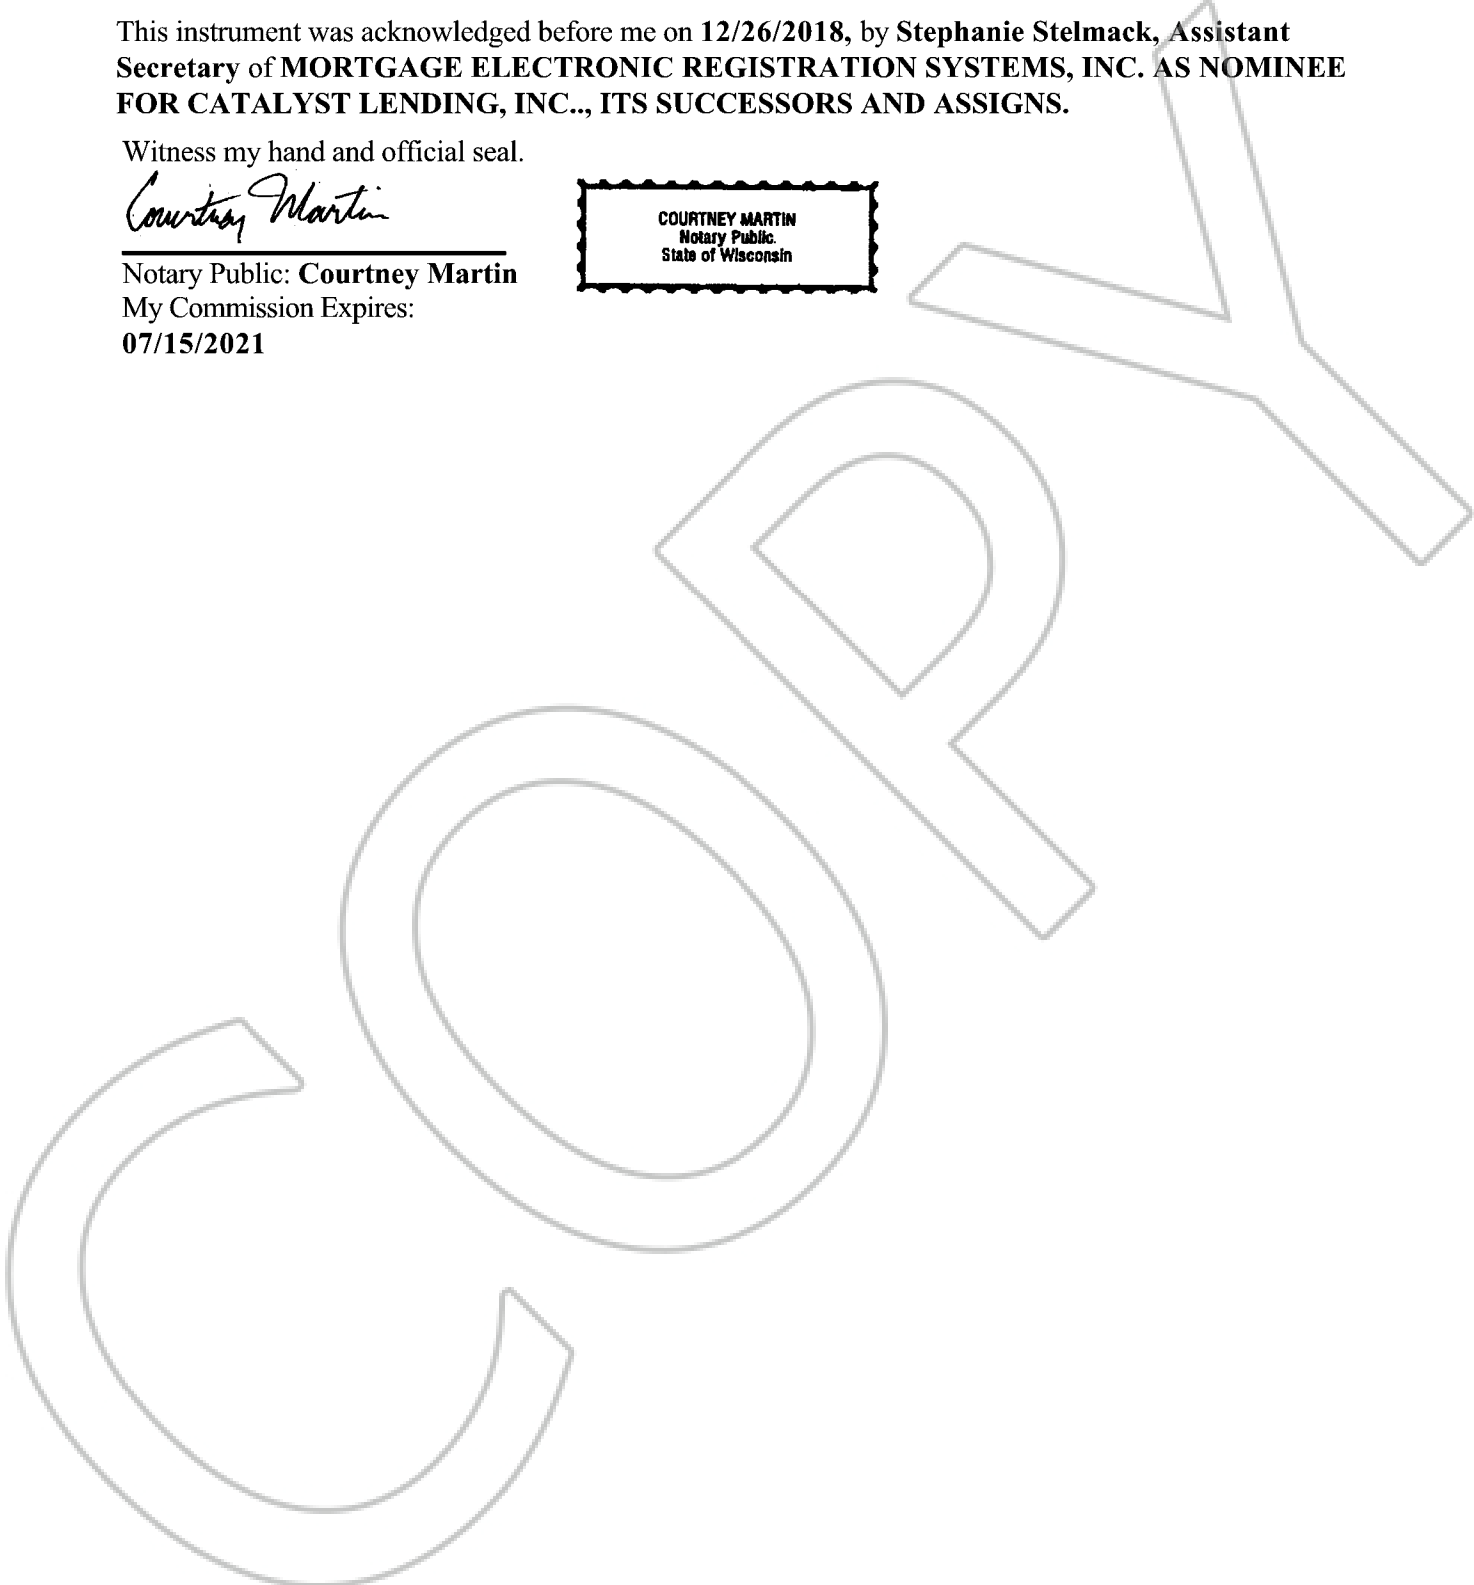 This instrument was acknowledged before me on 12/26/2018, by Stephanie Stelmack, Assistant
Secretary of MORTGAGE ELECTRONIC REGISTRATION SYSTEMS, INC. AS NOMINEE
FOR CATALYST LENDING, INC.., ITS SUCCESSORS AND ASSIGNS.
Witness my hand and official seal.
Courtney Martin
COURTNEY MARTIN
Notary Public.
State of Wisconsin
Notary Public: Courtney Martin
My Commission Expires:
07/15/2021
COPY